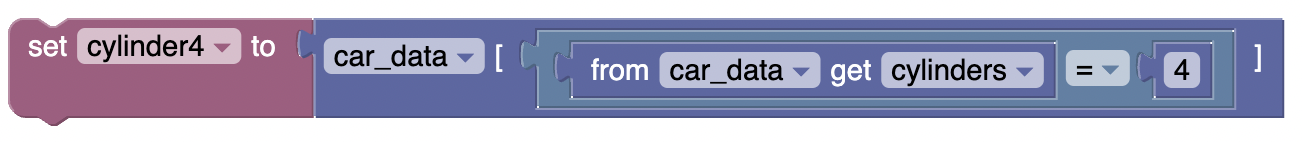 set cylinder4 to car_data [ from car_data get cylinders = 4 ]